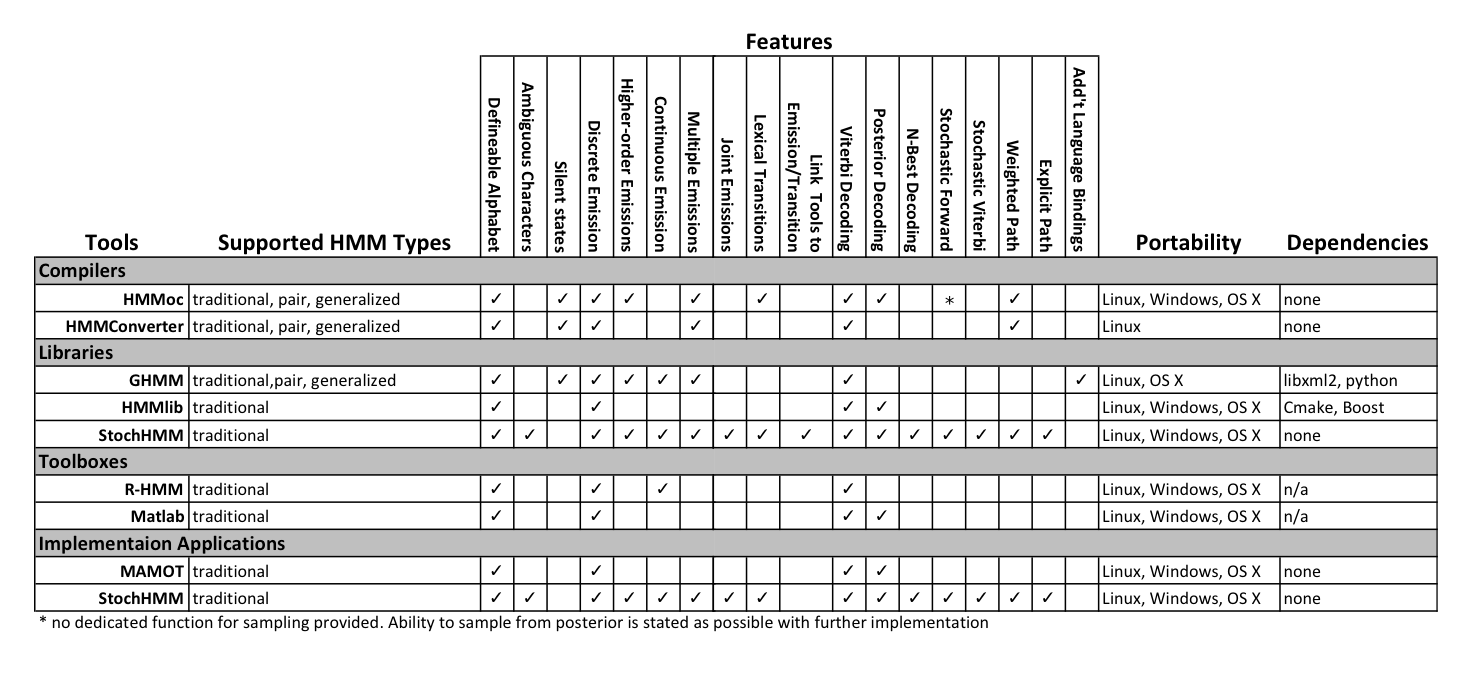 Features
Defineable Alphabet
Ambiguous Characters
Silent states
Discrete Emission
Higher-order Emissions
Continuous Emission
Multiple Emissions
Joint Emissions
Lexical Transitions
Link Tools to
Emission/Transition
Viterbi Decoding
Posterior Decoding
N-Best Decoding
Stochastic Forward
Stochastic Viterbi
Weighted Path
Explicit Path
Add't Language Bindings
Tools Supported HMM Types Portability Dependencies
Compilers
HMMoc traditional, pair, generalized ✓ ✓ ✓ ✓ ✓ ✓ ✓ ✓ * ✓ Linux, Windows, OS X none
HMMConverter traditional, pair, generalized ✓ ✓ ✓ ✓ ✓ ✓ Linux none
Libraries
GHMM traditional,pair, generalized ✓ ✓ ✓ ✓ ✓ ✓ ✓ ✓ Linux, OS X libxml2, python
HMMlib traditional ✓ ✓ ✓ ✓ Linux, Windows, OS X Cmake, Boost
StochHMM traditional ✓ ✓ ✓ ✓ ✓ ✓ ✓ ✓ ✓ ✓ ✓ ✓ ✓ ✓ ✓ ✓ Linux, Windows, OS X none
Toolboxes
R-HMM traditional ✓ ✓ ✓ ✓ Linux, Windows, OS X n/a
Matlab traditional ✓ ✓ ✓ ✓ Linux, Windows, OS X n/a
Implementaion Applications
MAMOT traditional ✓ ✓ ✓ ✓ Linux, Windows, OS X none
StochHMM traditional ✓ ✓ ✓ ✓ ✓ ✓ ✓ ✓ ✓ ✓ ✓ ✓ ✓ ✓ ✓ Linux, Windows, OS X none
* no dedicated function for sampling provided. Ability to sample from posterior is stated as possible with further implementation